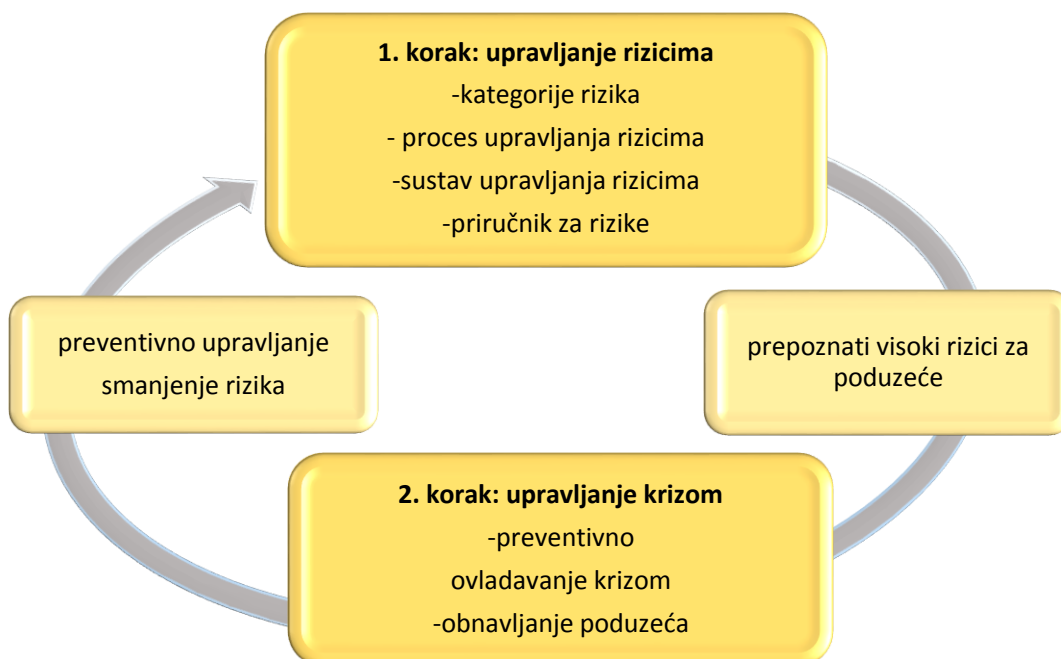 1. korak: upravljanje rizicima
-kategorije rizika
- proces upravljanja rizicima
-sustav upravljanja rizicima
-priručnik za rizike
preventivno upravljanje
smanjenje rizika
prepoznati visoki rizici za
poduzeće
2. korak: upravljanje krizom
-preventivno
ovladavanje krizom
-obnavljanje poduzeća